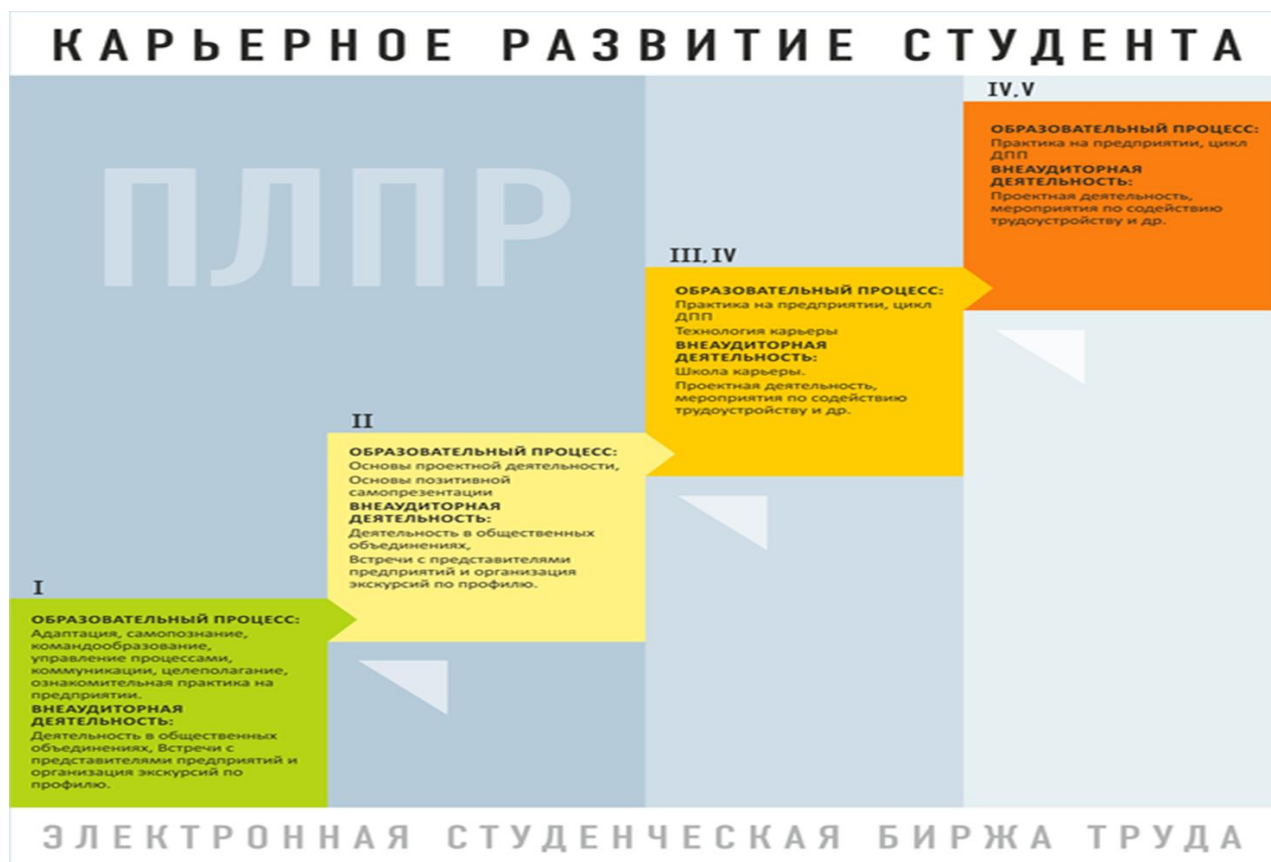 КАРЬЕРНОЕ РАЗВИТИЕ СТУДЕНТА
ПЛПР
I
ОБРАЗОВАТЕЛЬНЫЙ ПРОЦЕСС:
Адаптация, самопознание,
командообразование,
управление процессами,
коммуникации, целеполагание,
ознакомительная практика на
предприятии.
ВНЕАУДИТОРНАЯ
ДЕЯТЕЛЬНОСТЬ:
Деятельность в общественных
объединениях, Встречи с
представителями предприятий и
организация экскурсий по
профилю.
II
ОБРАЗОВАТЕЛЬНЫЙ ПРОЦЕСС:
Основы проектной деятельности,
Основы позитивной
самопрезентации
ВНЕАУДИТОРНАЯ
ДЕЯТЕЛЬНОСТЬ:
Деятельность в общественных
объединениях,
Встречи с представителями
предприятий и организация
экскурсий по профилю.
III, IV
ОБРАЗОВАТЕЛЬНЫЙ ПРОЦЕСС:
Практика на предприятии, цикл
ДПП
Технология карьеры
ВНЕАУДИТОРНАЯ
ДЕЯТЕЛЬНОСТЬ:
Школа карьеры.
Проектная деятельность,
мероприятия по содействию
трудоустройству и др.
IV, V
ОБРАЗОВАТЕЛЬНЫЙ ПРОЦЕСС:
Практика на предприятии, цикл
ДПП
ВНЕАУДИТОРНАЯ
ДЕЯТЕЛЬНОСТЬ:
Проектная деятельность,
мероприятия по содействию
трудоустройству и др.
ЭЛЕКТРОННАЯ СТУДЕНЧЕСКАЯ БИРЖА ТРУДА